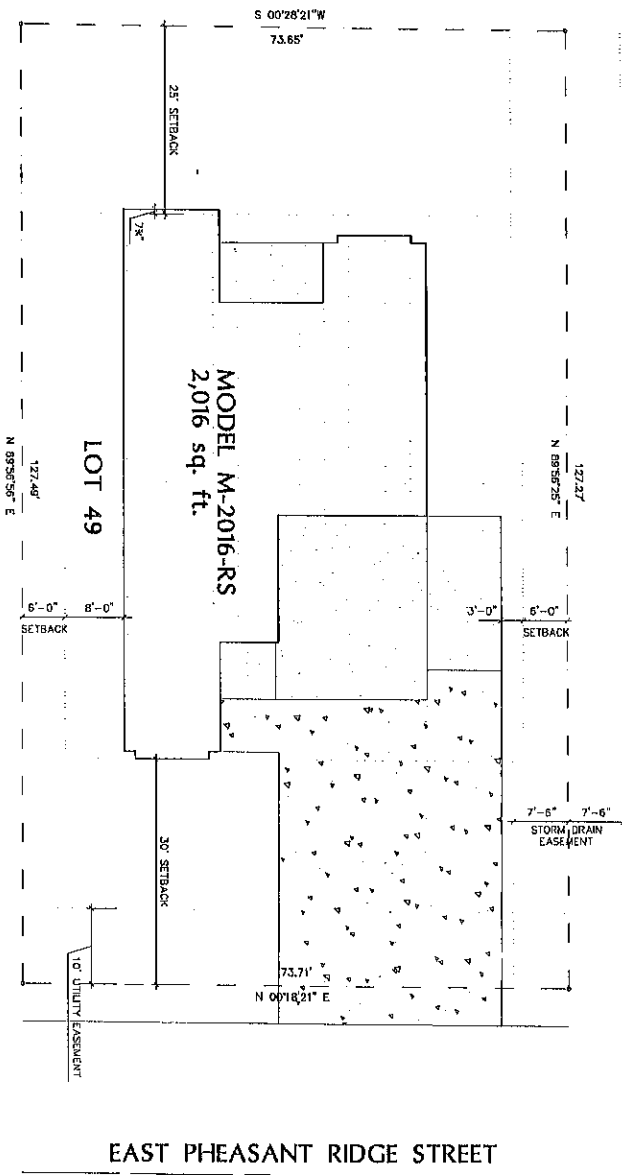 S 00°28'21"W
73.65'
25' SETBACK
7¾"
127.27'
N 89°56'25" E
MODEL M-2016-RS
2,016 sq. ft.
LOT 49
127.49'
N 89°56'56" E
6'-0" 8'-0"
SETBACK
3'-0" 6'-0"
SETBACK
7'-6" 7'-6"
STORM DRAIN
EASEMENT
30' SETBACK
73.71'
N 00°18'21" E
10' UTILITY EASEMENT
EAST PHEASANT RIDGE STREET